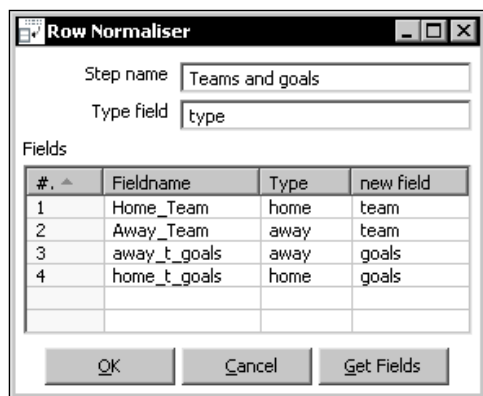 Row Normaliser
Step name Teams and goals
Type field type
Fields
#. Fieldname Type new field
1 Home_Team home team
2 Away_Team away team
3 away_t_goals away goals
4 home_t_goals home goals
OK Cancel Get Fields